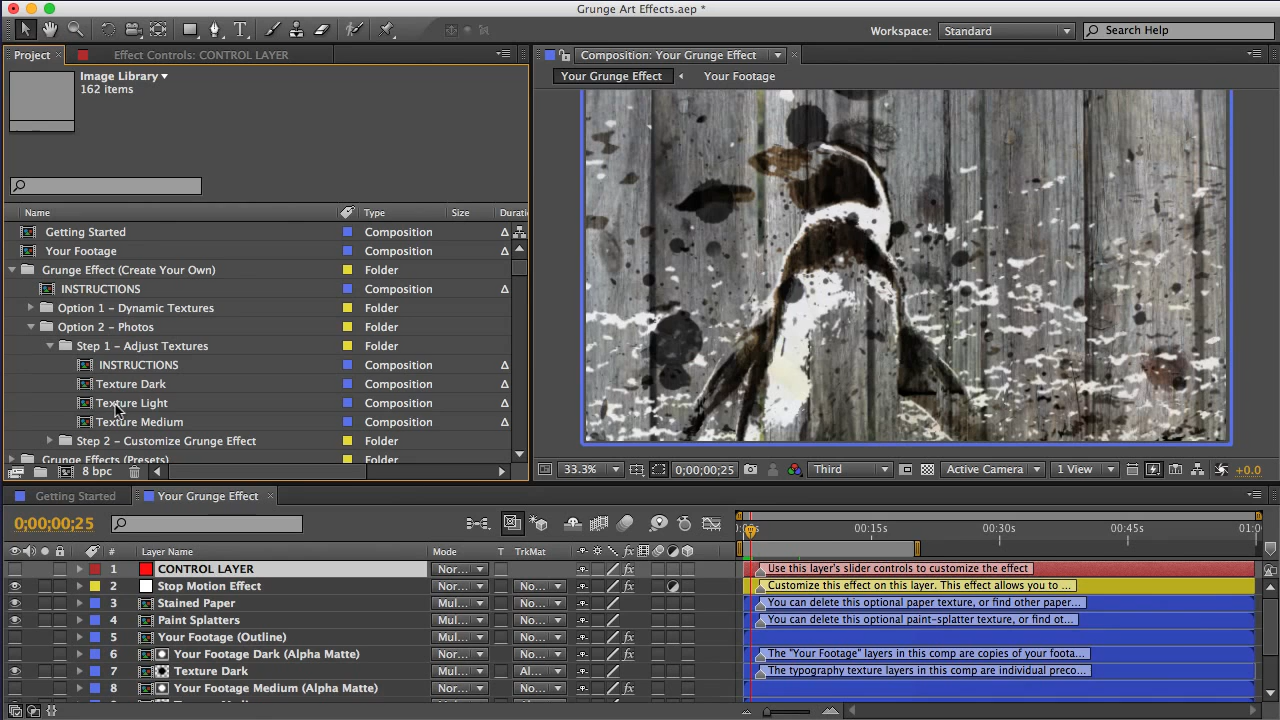 Grunge Art Effects.aep *
Workspace: Standard
Search Help
Project
Effect Controls: CONTROL LAYER
Composition: Your Grunge Effect
Image Library
162 items
Your Grunge Effect
Your Footage
Name Type Size Duratic
Getting Started Composition
Your Footage Composition
Grunge Effect (Create Your Own) Folder
INSTRUCTIONS Composition
Option 1 - Dynamic Textures Folder
Option 2 - Photos Folder
Step 1 - Adjust Textures Folder
INSTRUCTIONS Composition
Texture Dark Composition
Texture Light Composition
Texture Medium Composition
Step 2 - Customize Grunge Effect Folder
Grunge Effects (Presets) Folder
8 bpc
33.3% 0;00;00;25 Third Active Camera 1 View +0.0
Getting Started
Your Grunge Effect
0;00;00;25
00:15s 00:30s 00:45s 01:0
# Layer Name Mode T TrkMat fx
1 CONTROL LAYER Nor... Use this layer's slider controls to customize the effect
2 Stop Motion Effect Nor... No... Customize this effect on this layer. This effect allows you to ...
3 Stained Paper Mul... No... You can delete this optional paper texture, or find other paper...
4 Paint Splatters Mul... No... You can delete this optional paint-splatter texture, or find ot...
5 Your Footage (Outline) Nor... No... fx
6 Your Footage Dark (Alpha Matte) Nor... No... fx The "Your Footage" layers in this comp are copies of your foota...
7 Texture Dark Mul... Al... The typography texture layers in this comp are individual preco...
8 Your Footage Medium (Alpha Matte) Nor... No... fx